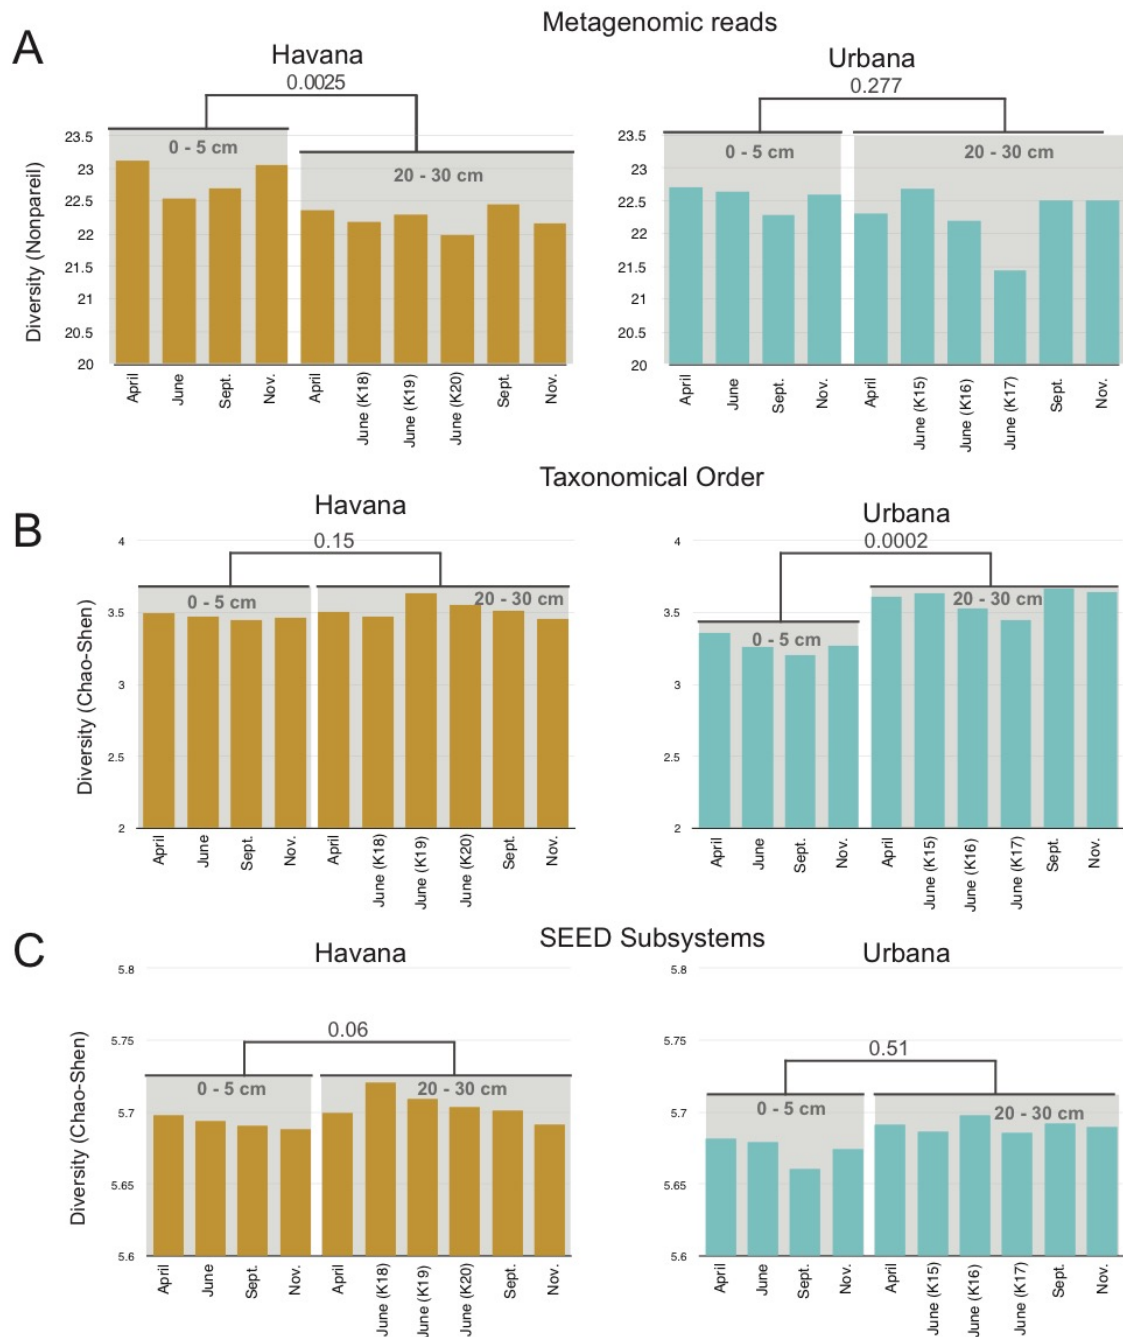 Metagenomic reads
A
Havana
Urbana
0.0025
0.277
Diversity (Nonpareil)
23.5
23
22.5
22
21.5
21
20.5
20
0 - 5 cm
20 - 30 cm
April
June
Sept.
Nov.
April
June (K18)
June (K19)
June (K20)
Sept.
Nov.
23.5
23
22.5
22
21.5
21
20.5
20
0 - 5 cm
20 - 30 cm
April
June
Sept.
Nov.
April
June (K15)
June (K16)
June (K17)
Sept
Nov.
Taxonomical Order
B
Havana
Urbana
0.15
0.0002
Diversity (Chao-Shen)
4
3.5
3
2.5
2
0 - 5 cm
20 - 30 cm
April
June
Sept.
Nov.
April
June (K18)
June (K19)
June (K20)
Sept.
Nov.
4
3.5
3
2.5
2
0 - 5 cm
20 - 30 cm
April
June
Sept.
Nov.
April
June (K15)
June (K16)
June (K17)
Sept.
Nov.
SEED Subsystems
C
Havana
Urbana
0.06
0.51
Diversity (Chao-Shen)
5.8
5.75
5.7
5.65
5.6
0 - 5 cm
20 - 30 cm
April
June
Sept.
Nov.
April
June (K18)
June (K19)
June (K20)
Sept.
Nov.
5.8
5.75
5.7
5.65
5.6
0 - 5 cm
20 - 30 cm
April
June
Sept.
Nov.
April
June (K15)
June (K16)
June (K17)
Sept.
Nov.